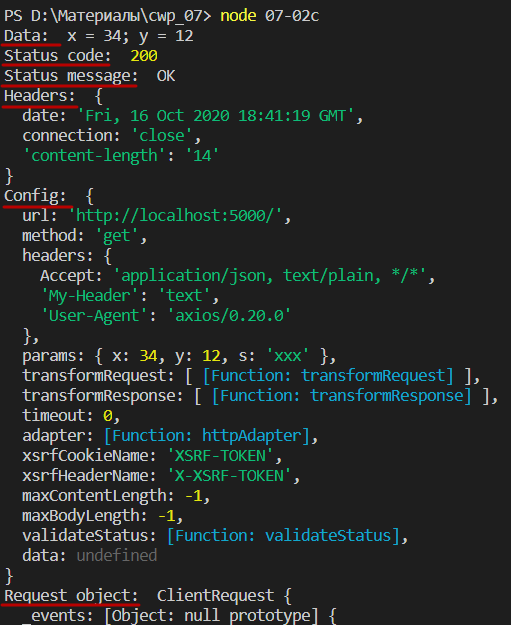 PS D:\Материалы\cwp_07> node 07-02c
Data:  x = 34; y = 12
Status code:  200
Status message:  OK
Headers:  {
  date: 'Fri, 16 Oct 2020 18:41:19 GMT',
  connection: 'close',
  'content-length': '14'
}
Config:  {
  url: 'http://localhost:5000/',
  method: 'get',
  headers: {
    Accept: 'application/json, text/plain, */*',
    'My-Header': 'text',
    'User-Agent': 'axios/0.20.0'
  },
  params: { x: 34, y: 12, s: 'xxx' },
  transformRequest: [ [Function: transformRequest] ],
  transformResponse: [ [Function: transformResponse] ],
  timeout: 0,
  adapter: [Function: httpAdapter],
  xsrfCookieName: 'XSRF-TOKEN',
  xsrfHeaderName: 'X-XSRF-TOKEN',
  maxContentLength: -1,
  maxBodyLength: -1,
  validateStatus: [Function: validateStatus],
  data: undefined
}
Request object:  ClientRequest {
  _events: [Object: null prototype] {